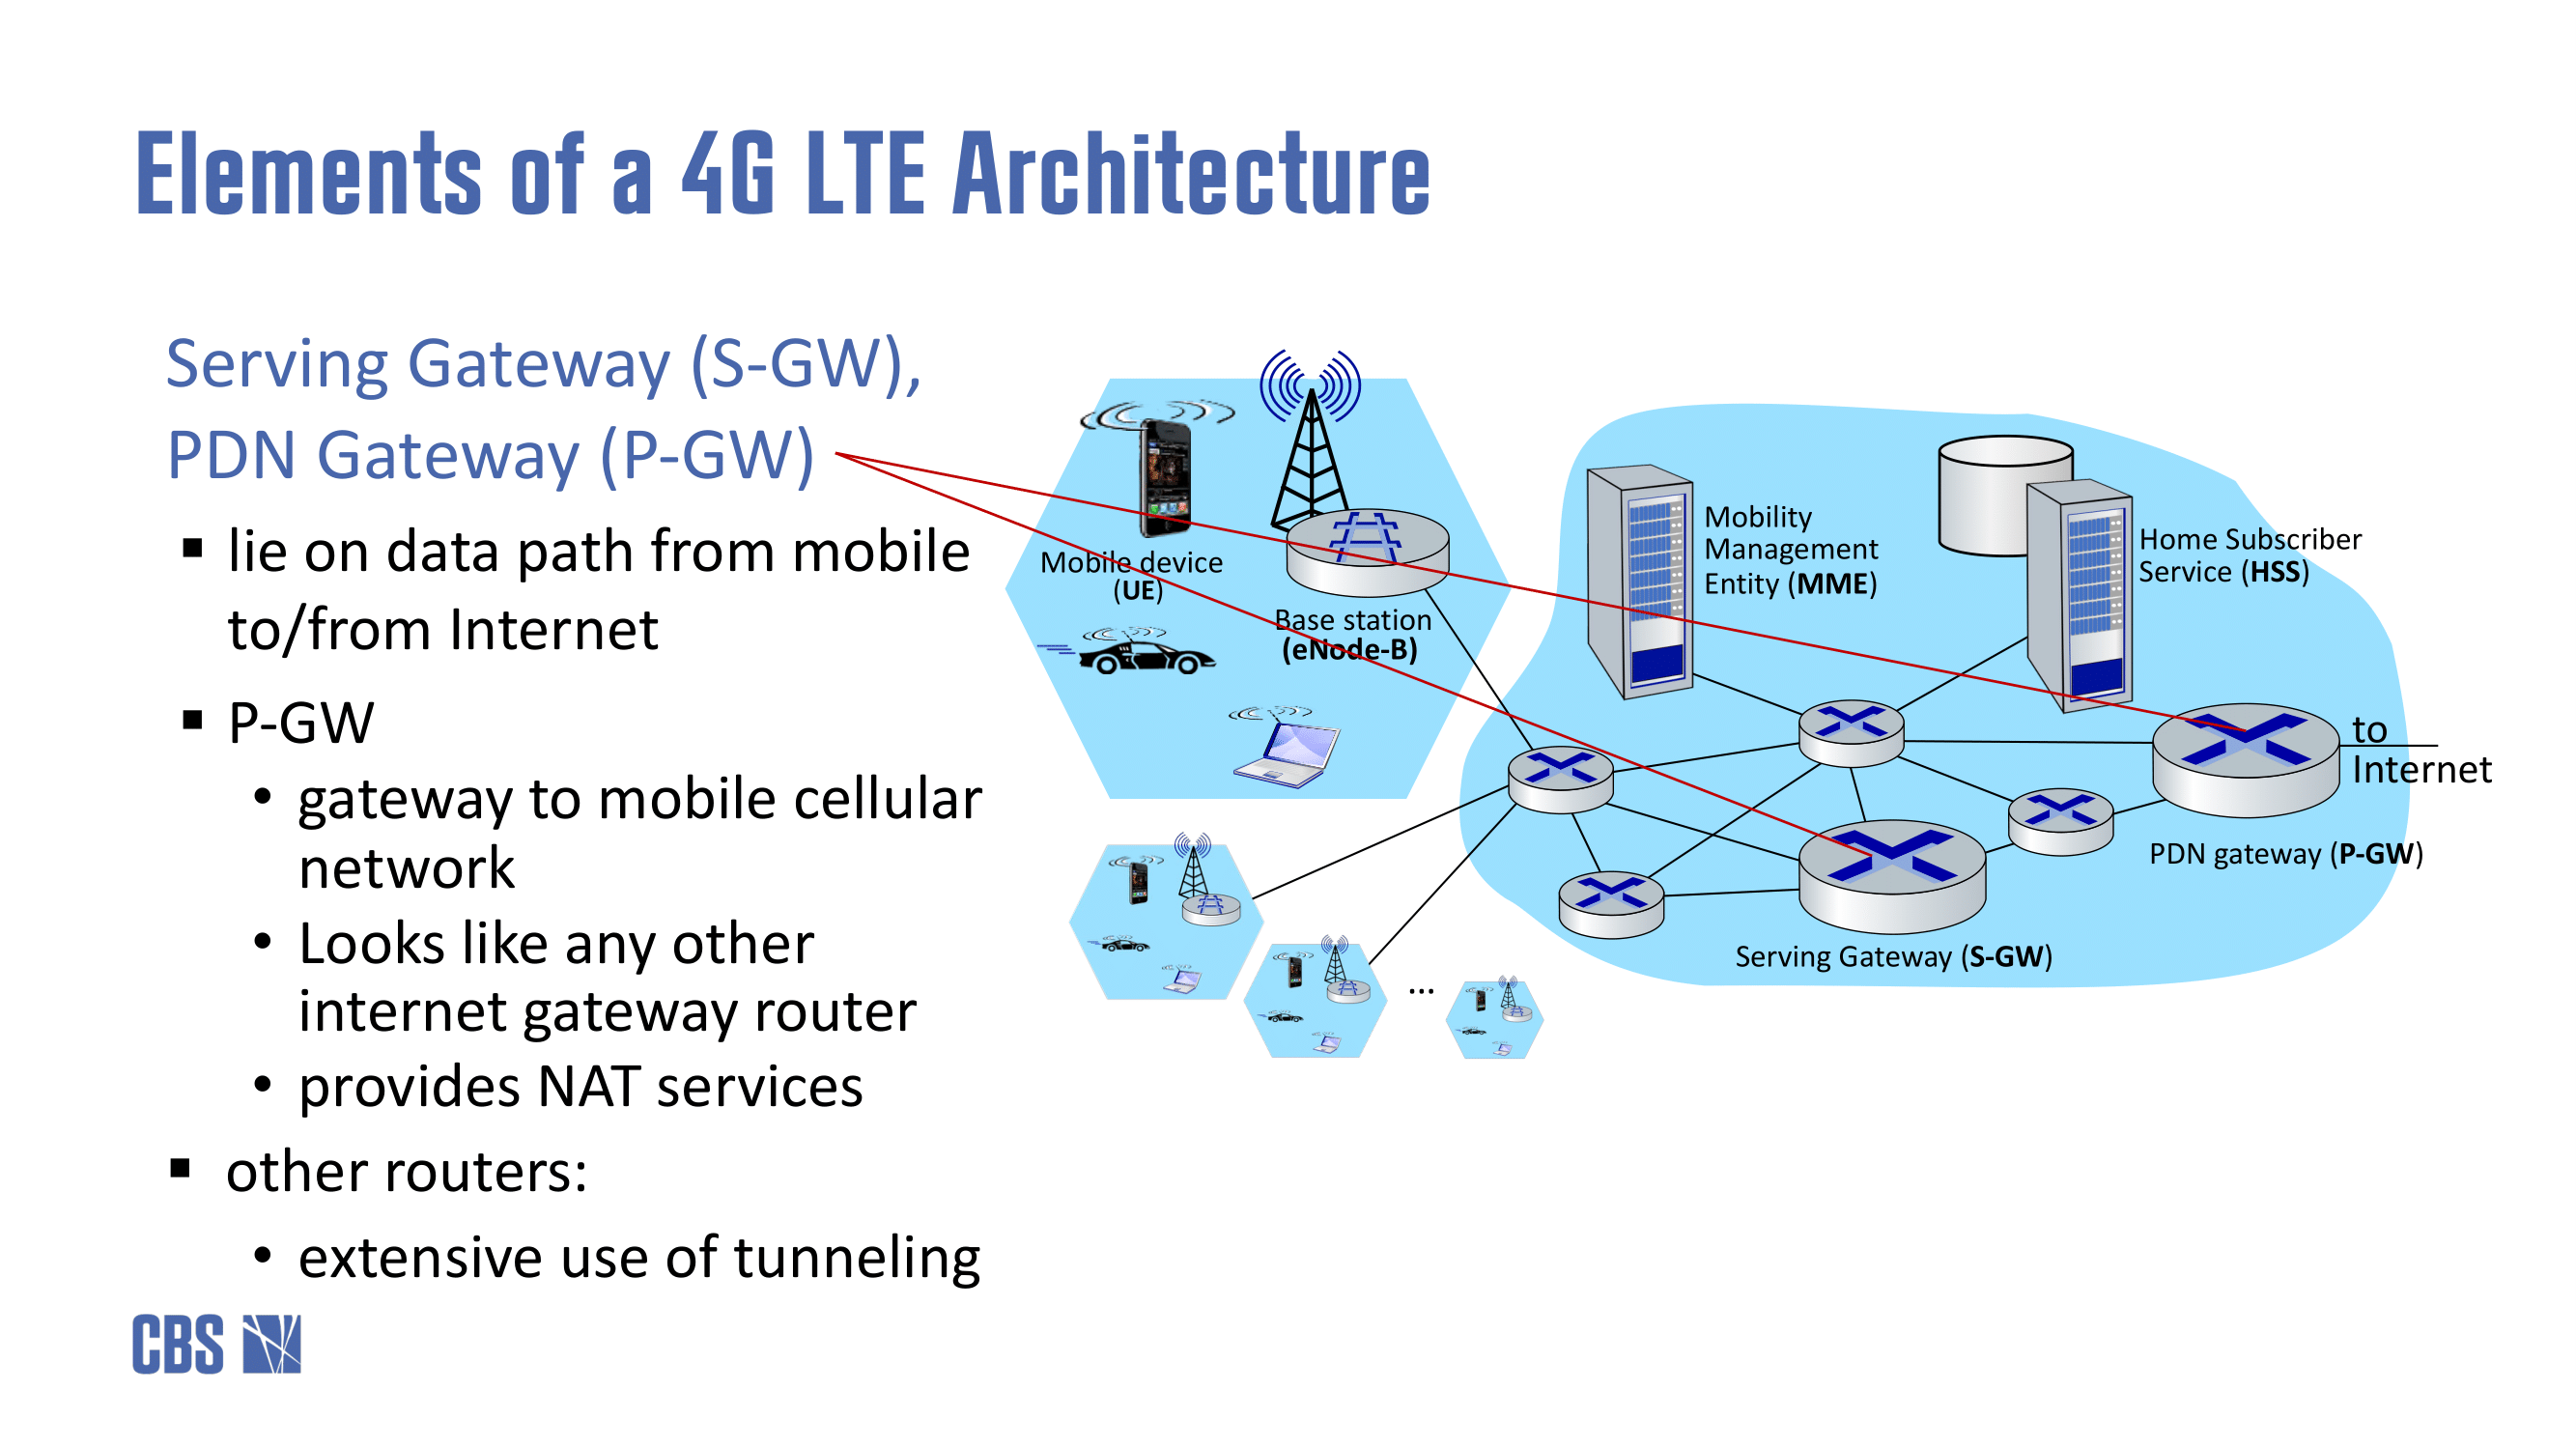 Elements of a 4G LTE Architecture
Serving Gateway (S-GW),
PDN Gateway (P-GW)
▪ lie on data path from mobile
to/from Internet
▪ P-GW
• gateway to mobile cellular
network
• Looks like any other
internet gateway router
• provides NAT services
▪ other routers:
• extensive use of tunneling
Mobile device
(UE)
Base station
(eNode-B)
Mobility
Management
Entity (MME)
Home Subscriber
Service (HSS)
to
Internet
PDN gateway (P-GW)
Serving Gateway (S-GW)
...
CBS